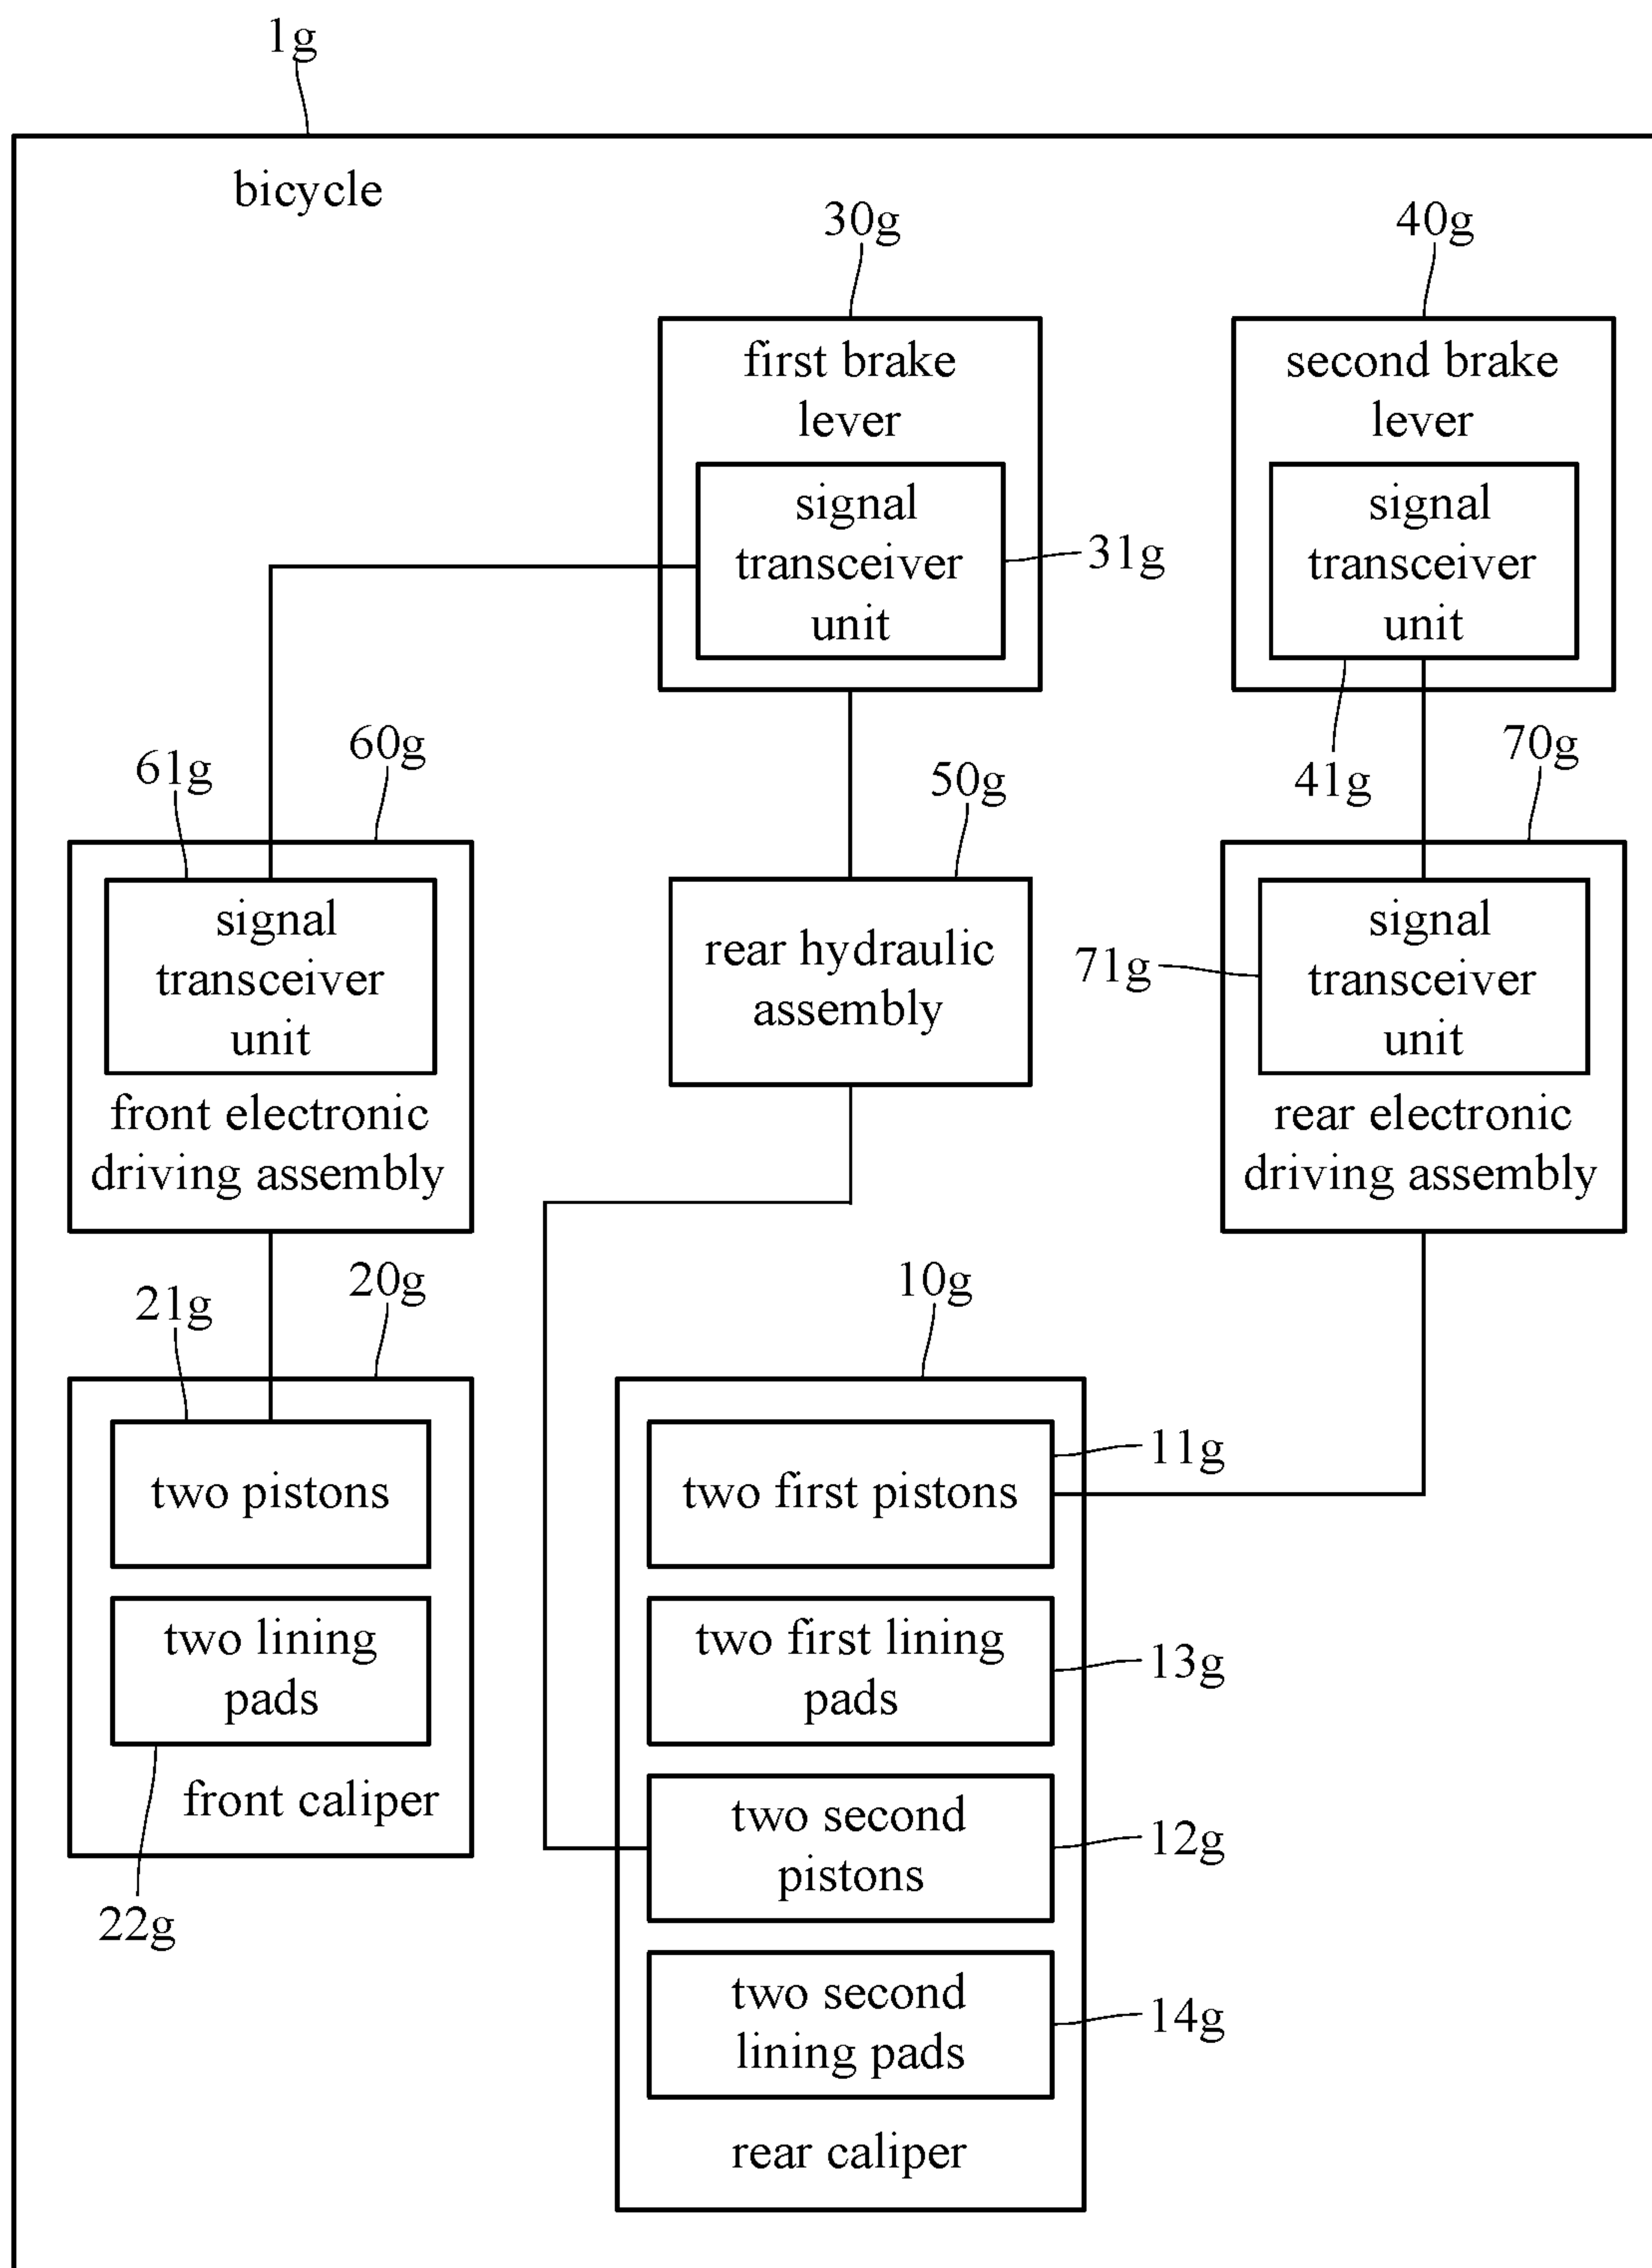 1g
bicycle
30g
40g
first brake
lever
second brake
lever
signal
transceiver
unit
31g
signal
transceiver
unit
41g
61g
60g
50g
70g
signal
transceiver
unit
front electronic
driving assembly
rear hydraulic
assembly
71g
signal
transceiver
unit
rear electronic
driving assembly
21g
20g
10g
two pistons
two lining
pads
front caliper
22g
two first pistons
11g
two first lining
pads
13g
two second
pistons
12g
two second
lining pads
14g
rear caliper